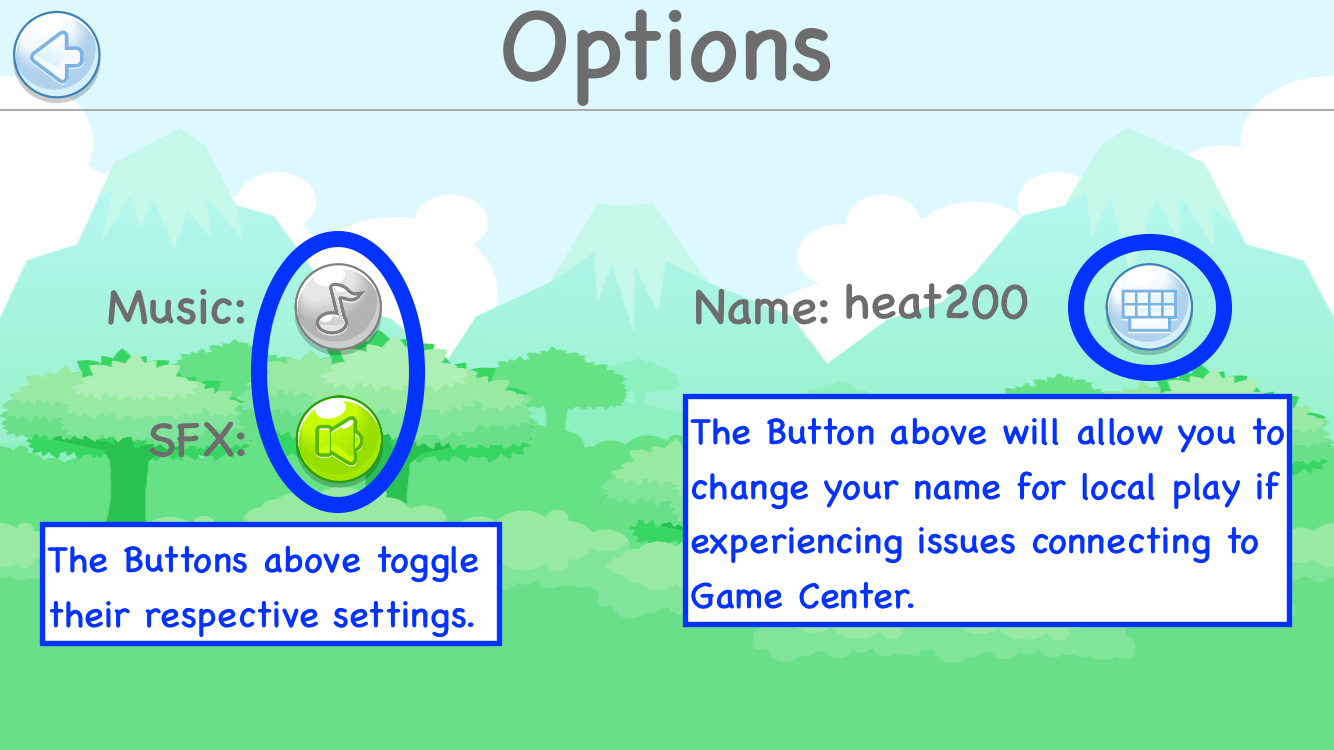 Options
Music:
SFX:
The Buttons above toggle
their respective settings.
Name: heat200
The Button above will allow you to
change your name for local play if
experiencing issues connecting to
Game Center.